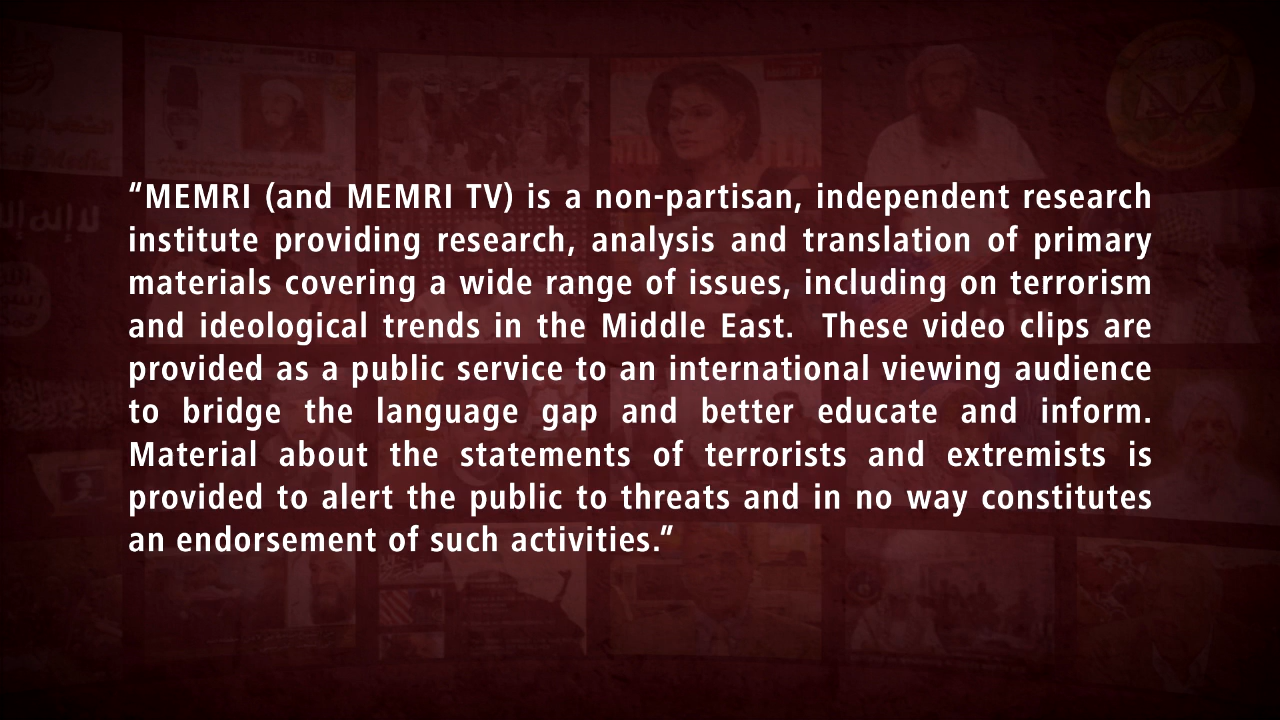 “MEMRI (and MEMRI TV) is a non-partisan, independent research
institute providing research, analysis and translation of primary
materials covering a wide range of issues, including on terrorism
and ideological trends in the Middle East. These video clips are
provided as a public service to an international viewing audience
to bridge the language gap and better educate and inform.
Material about the statements of terrorists and extremists is
provided to alert the public to threats and in no way constitutes
an endorsement of such activities.”